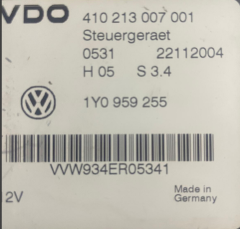 VDO 410 213 007 001
Steuergeraet
0531 22112004
H 05 S 3.4
1Y0 959 255
VVW934ER05341
Made in
Germany
2V